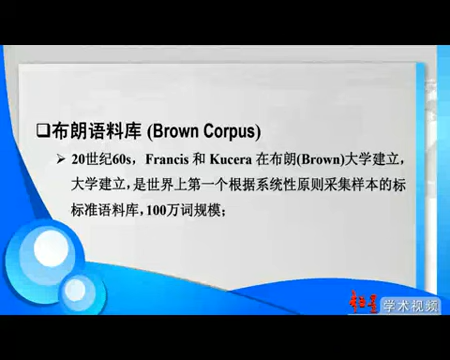 ❑布朗语料库 (Brown Corpus)
➢ 20世纪60s，Francis 和 Kucera 在布朗(Brown)大学建立，
大学建立, 是世界上第一个根据系统性原则采集样本的标
标准语料库, 100万词规模；
超星 学术视频